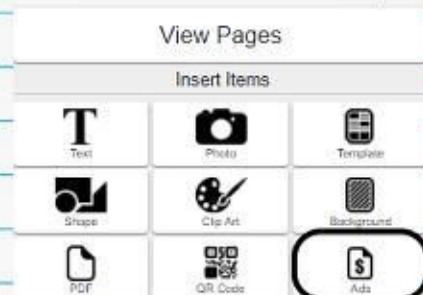 View Pages
Insert Items
Text Photo Template
Shape Clip Art Background
PDF QR Code Ads